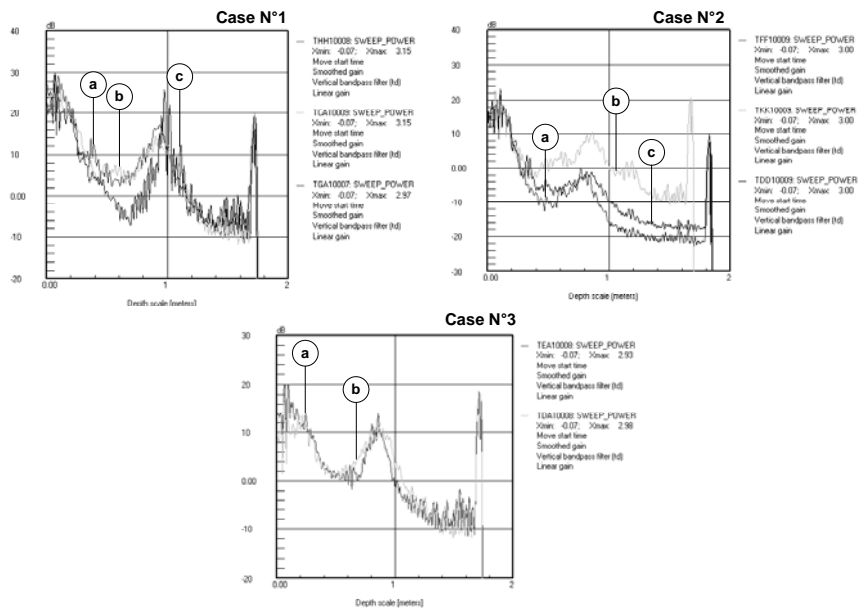 Case N°1
dB
40
30
20
10
0.00
-10
-20
0.00
1
2
Depth scale [meters]
a
b
c
THH10008: SWEEP_POWER
Xmin: -0.07; Xmax: 3.15
Move start time
Smoothed gain
Vertical bandpass filter (td)
Linear gain
TGA10009: SWEEP_POWER
Xmin: -0.07; Xmax: 3.15
Move start time
Smoothed gain
Vertical bandpass filter (td)
Linear gain
TGA10007: SWEEP_POWER
Xmin: -0.07; Xmax: 2.97
Move start time
Smoothed gain
Vertical bandpass filter (td)
Linear gain
Case N°2
dB
40
30
20
10
0.00
-10
-20
-30
0.00
1
2
Depth scale [meters]
a
b
c
TFF10009: SWEEP_POWER
Xmin: -0.07; Xmax: 3.00
Move start time
Smoothed gain
Vertical bandpass filter (td)
Linear gain
TKK10009: SWEEP_POWER
Xmin: -0.07; Xmax: 3.00
Move start time
Smoothed gain
Vertical bandpass filter (td)
Linear gain
TDD10009: SWEEP_POWER
Xmin: -0.07; Xmax: 3.00
Move start time
Smoothed gain
Vertical bandpass filter (td)
Linear gain
Case N°3
dB
30
20
10
0.00
-10
-20
0.00
1
2
Depth scale [meters]
a
b
TEA10008: SWEEP_POWER
Xmin: -0.07; Xmax: 2.93
Move start time
Smoothed gain
Vertical bandpass filter (td)
Linear gain
TDA10008: SWEEP_POWER
Xmin: -0.07; Xmax: 2.98
Move start time
Smoothed gain
Vertical bandpass filter (td)
Linear gain